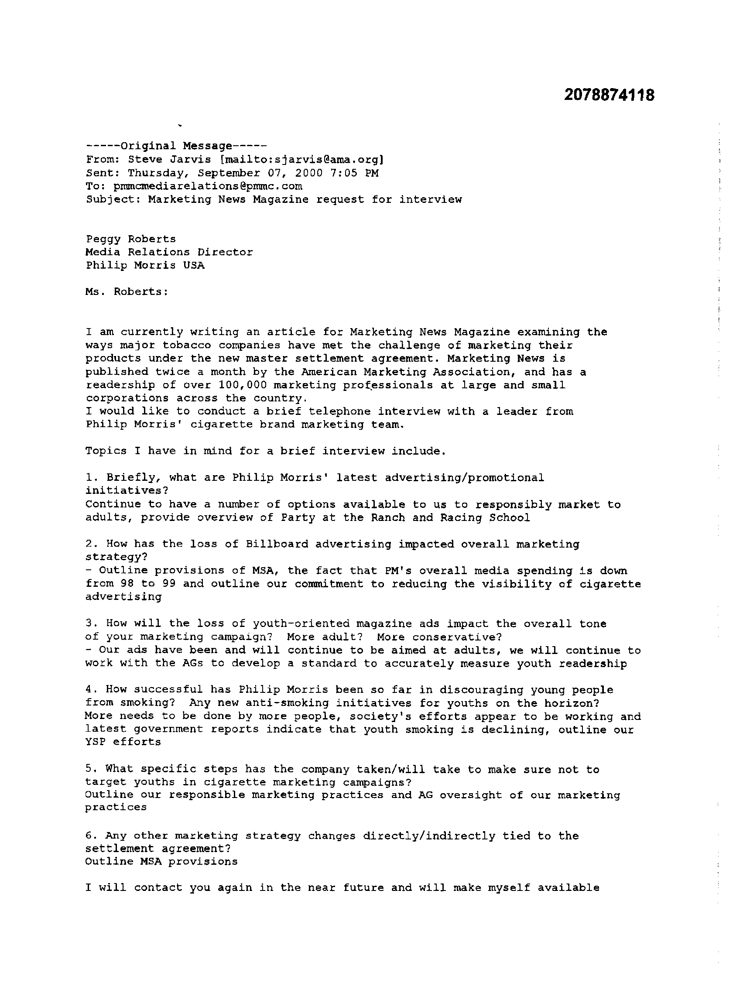 2078874118
-----Original Message-----
From: Steve Jarvis [mailto:sjarvis@ama.org]
Sent: Thursday, September 07, 2000 7:05 PM
To: pmmcmediarelations@pmmc.com
Subject: Marketing News Magazine request for interview
Peggy Roberts
Media Relations Director
Philip Morris USA
Ms. Roberts:
I am currently writing an article for Marketing News Magazine examining the
ways major tobacco companies have met the challenge of marketing their
products under the new master settlement agreement. Marketing News is
published twice a month by the American Marketing Association, and has a
readership of over 100,000 marketing professionals at large and small
corporations across the country.
I would like to conduct a brief telephone interview with a leader from
Philip Morris' cigarette brand marketing team.
Topics I have in mind for a brief interview include.
1. Briefly, what are Philip Morris' latest advertising/promotional
initiatives?
Continue to have a number of options available to us to responsibly market to
adults, provide overview of Party at the Ranch and Racing School
2. How has the loss of Billboard advertising impacted overall marketing
strategy?
- Outline provisions of MSA, the fact that PM's overall media spending is down
from 98 to 99 and outline our commitment to reducing the visibility of cigarette
advertising
3. How will the loss of youth-oriented magazine ads impact the overall tone
of your marketing campaign? More adult? More conservative?
- Our ads have been and will continue to be aimed at adults, we will continue to
work with the AGs to develop a standard to accurately measure youth readership
4. How successful has Philip Morris been so far in discouraging young people
from smoking? Any new anti-smoking initiatives for youths on the horizon?
More needs to be done by more people, society's efforts appear to be working and
latest government reports indicate that youth smoking is declining, outline our
YSP efforts
5. What specific steps has the company taken/will take to make sure not to
target youths in cigarette marketing campaigns?
Outline our responsible marketing practices and AG oversight of our marketing
practices
6. Any other marketing strategy changes directly/indirectly tied to the
settlement agreement?
Outline MSA provisions
I will contact you again in the near future and will make myself available